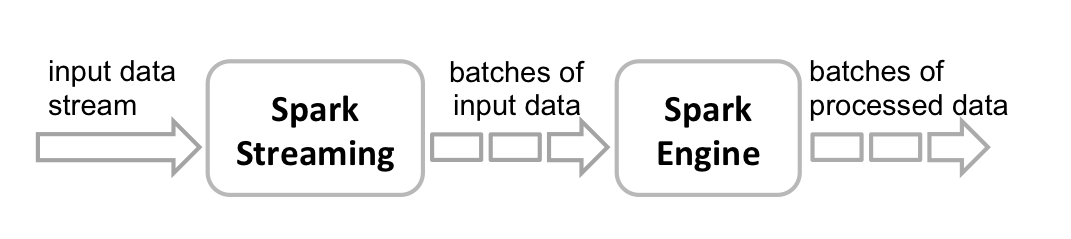 input data
stream
Spark
Streaming
batches of
input data
Spark
Engine
batches of
processed data